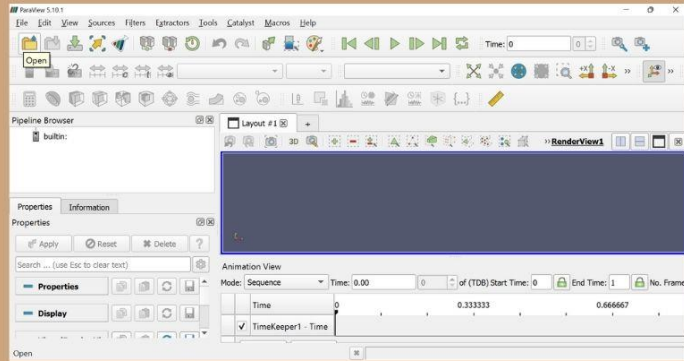 ParaView 5.10.1
File Edit View Sources Filters Extractors Tools Catalyst Macros Help
Time: 0 0
Open
Pipeline Browser
builtin:
Layout #1
3D RenderView1
Properties Information
Properties
Apply Reset Delete ?
Search ... (use Esc to clear text)
Properties
Display
Animation View
Mode: Sequence Time: 0.00 0 of (TDB) Start Time: 0 End Time: 1 No. Frame
Time 0 0.333333 0.666667
TimeKeeper1 - Time
Open